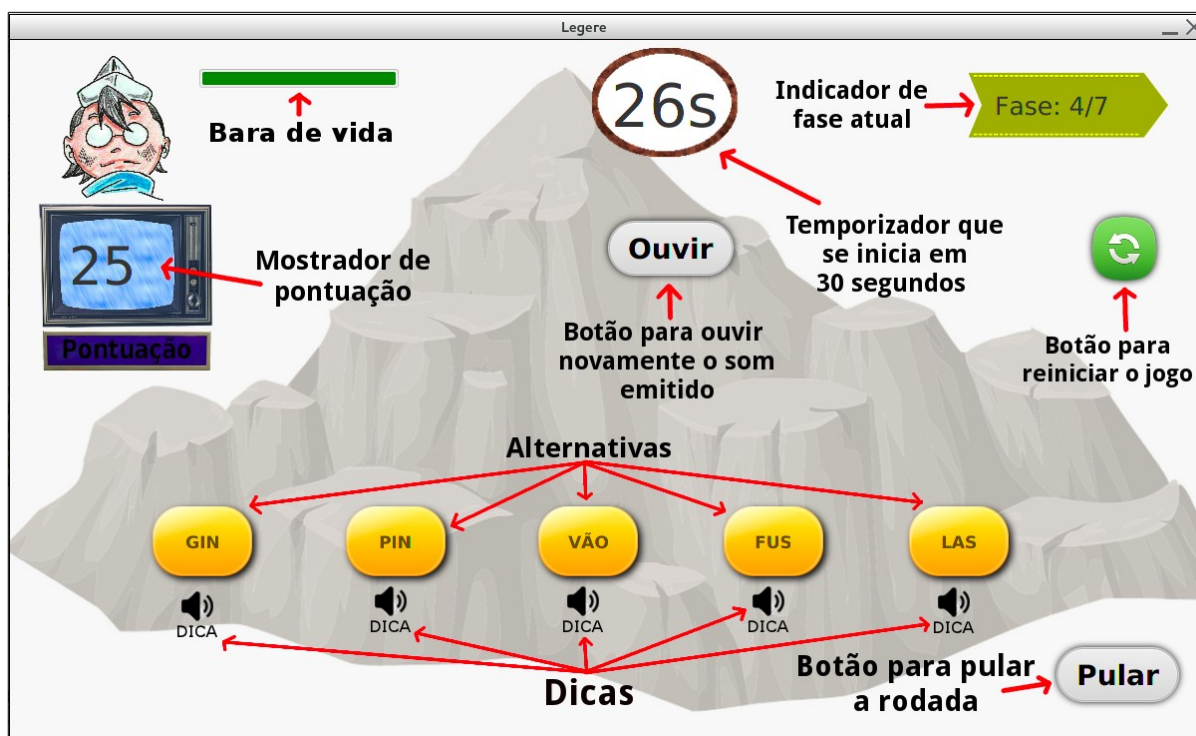 Legere
Bara de vida
26s
Indicador de
fase atual
Fase: 4/7
25
Mostrador de
pontuação
Pontuação
Ouvir
Botão para ouvir
novamente o som
emitido
Temporizador que
se inicia em
30 segundos
Botão para
reiniciar o jogo
Alternativas
GIN
PIN
VÃO
FUS
LAS
DICA
DICA
DICA
DICA
DICA
Dicas
Botão para pular
a rodada
Pular